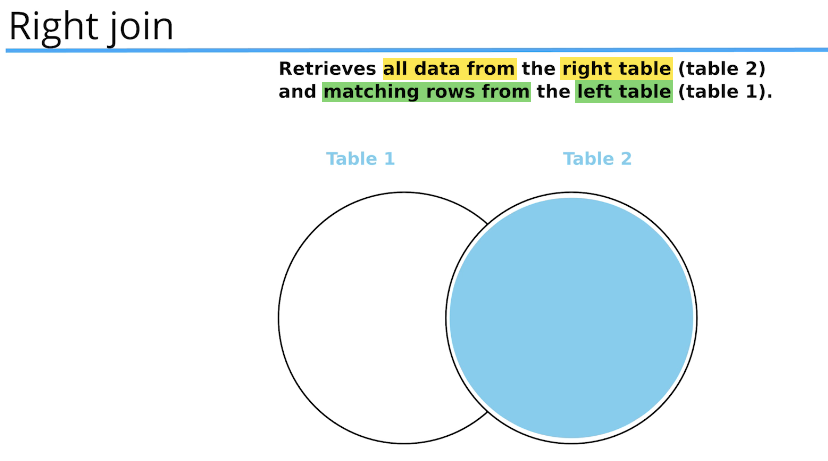 Right join
Retrieves all data from the right table (table 2)
and matching rows from the left table (table 1).
Table 1
Table 2